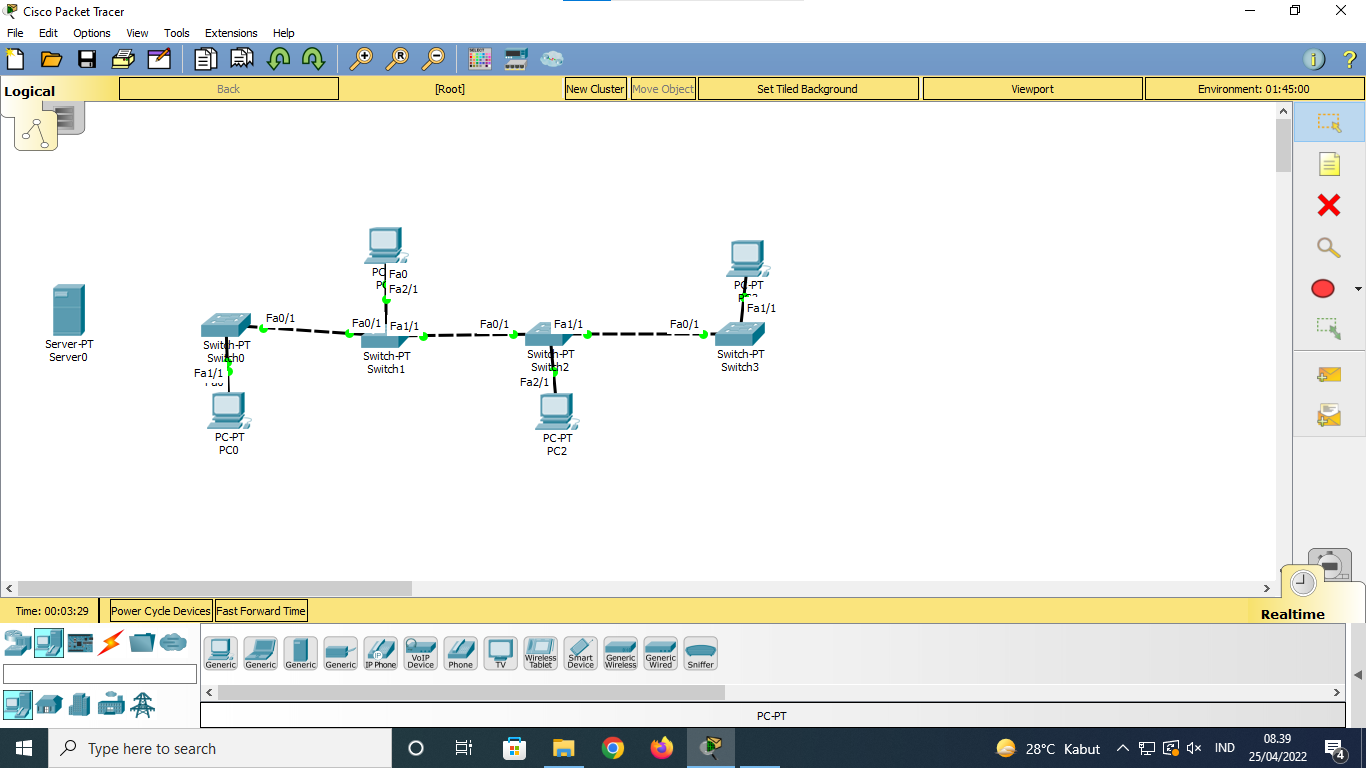 Cisco Packet Tracer
File Edit Options View Tools Extensions Help
Logical Back [Root] New Cluster Move Object Set Tiled Background Viewport Environment: 01:45:00
Fa0
Fa2/1
PC-PT
Fa1/1
Fa0/1 Fa0/1 Fa1/1 Fa0/1 Fa1/1 Fa0/1
Server-PT
Server0
Switch-PT
Switch0
Switch-PT
Switch1
Switch-PT
Switch2
Switch-PT
Switch3
Fa1/1
Fa2/1
PC-PT
PC0
PC-PT
PC2
Time: 00:03:29 Power Cycle Devices Fast Forward Time Realtime
Generic Generic Generic Generic IP Phone VoIP Device Phone TV Wireless Tablet Smart Device Generic Wireless Generic Wired Sniffer
PC-PT
Type here to search
28°C Kabut IND 08.39
25/04/2022
4